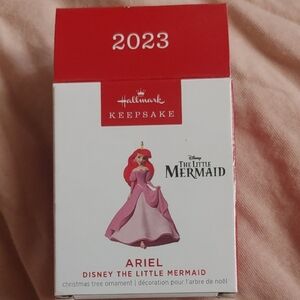 2023
Hallmark
KEEPSAKE
Disney
THE LITTLE
MERMAID
ARIEL
DISNEY THE LITTLE MERMAID
christmas tree ornament | décoration pour l'arbre de noël